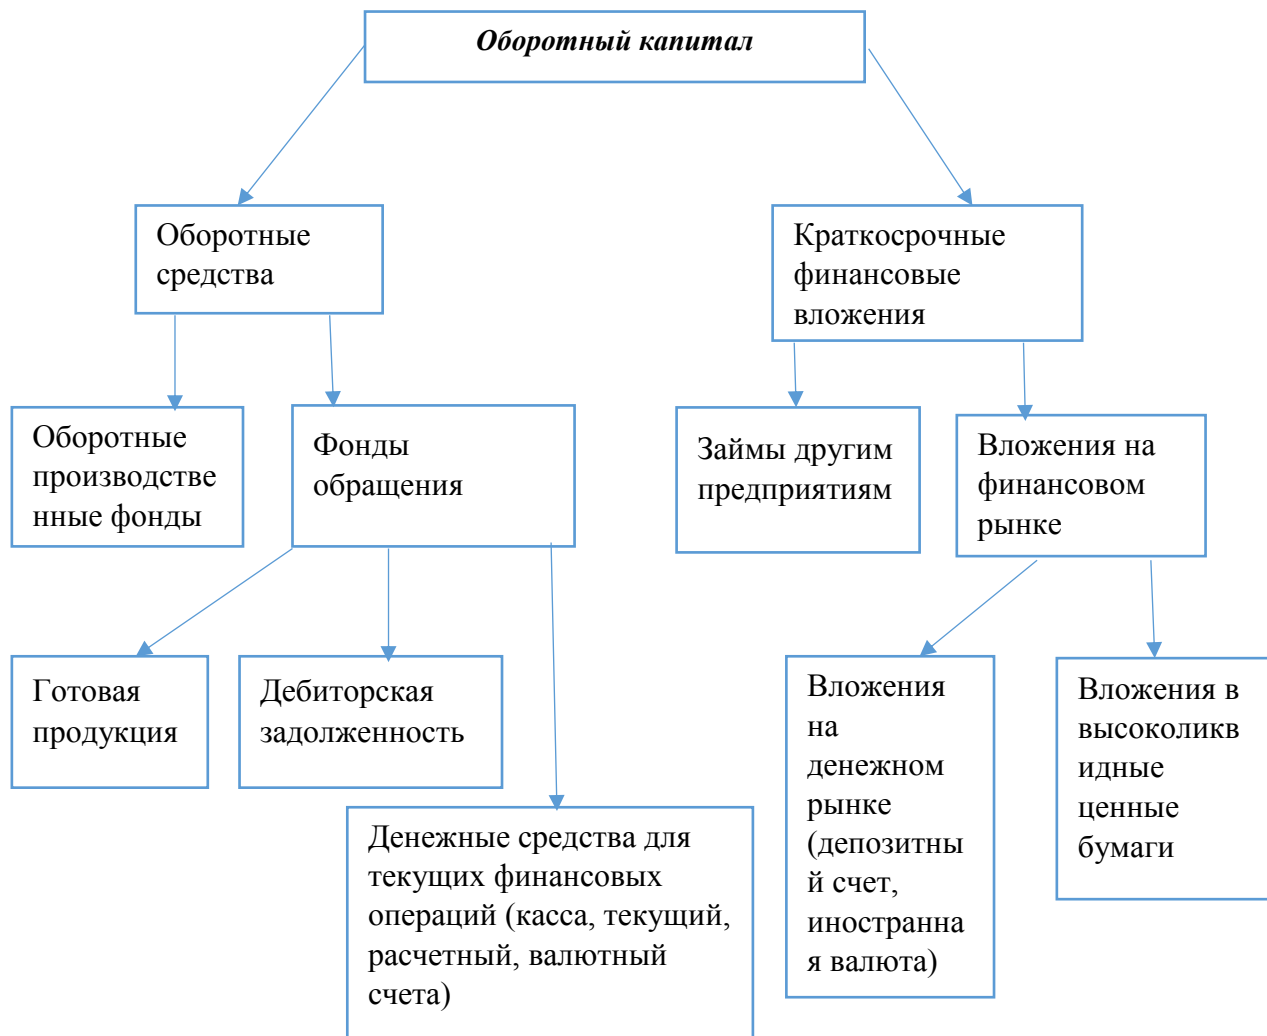 Оборотный капитал
Оборотные
средства
Краткосрочные
финансовые
вложения
Оборотные
производстве
нные фонды
Фонды
обращения
Займы другим
предприятиям
Вложения на
финансовом
рынке
Готовая
продукция
Дебиторская
задолженность
Денежные средства для
текущих финансовых
операций (касса, текущий,
расчетный, валютный
счета)
Вложения
на
денежном
рынке
(депозитны
й счет,
иностранна
я валюта)
Вложения в
высоколикв
идные
ценные
бумаги